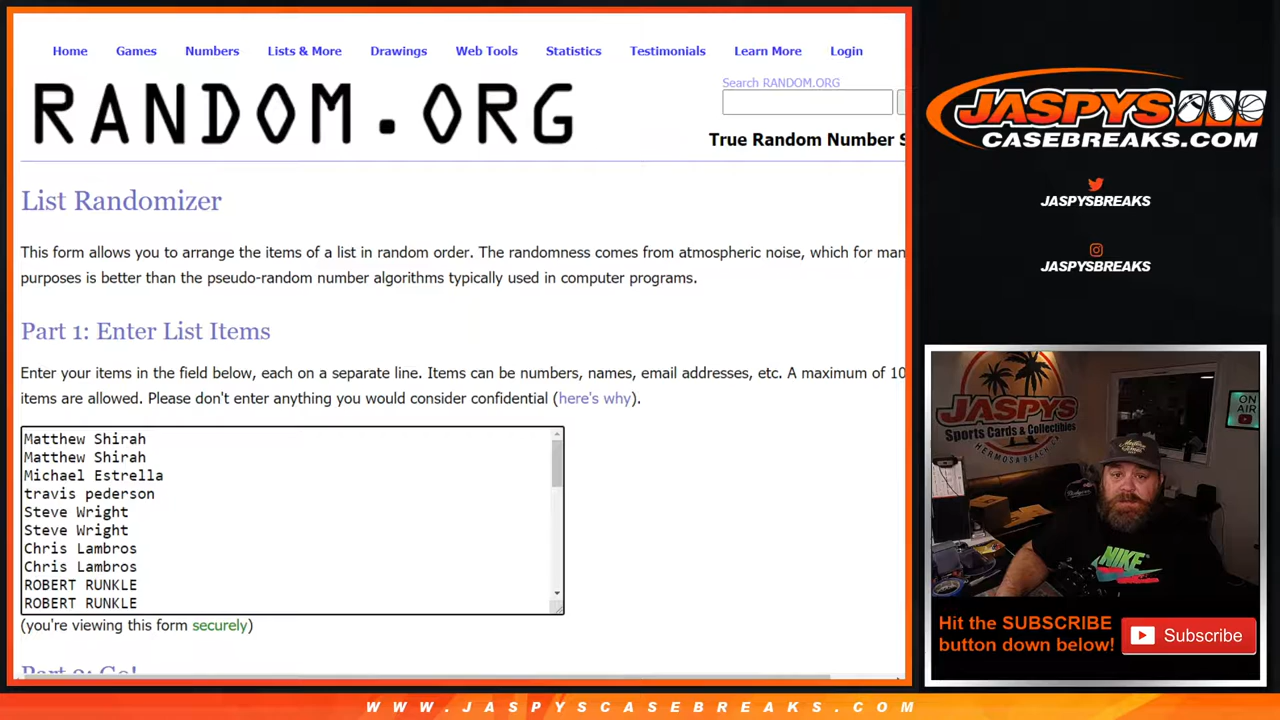 Home Games Numbers Lists & More Drawings Web Tools Statistics Testimonials Learn More Login
RANDOM.ORG
Search RANDOM.ORG
True Random Number S
List Randomizer
This form allows you to arrange the items of a list in random order. The randomness comes from atmospheric noise, which for man
purposes is better than the pseudo-random number algorithms typically used in computer programs.
Part 1: Enter List Items
Enter your items in the field below, each on a separate line. Items can be numbers, names, email addresses, etc. A maximum of 10
items are allowed. Please don't enter anything you would consider confidential (here's why).
Matthew Shirah
Matthew Shirah
Michael Estrella
travis pederson
Steve Wright
Steve Wright
Chris Lambros
Chris Lambros
ROBERT RUNKLE
ROBERT RUNKLE
(you're viewing this form securely)
Part 2: Go!
JASPYS
CASEBREAKS.COM
JASPYSBREAKS
JASPYSBREAKS
JASPYS
Sports Cards & Collectibles
HERMOSA BEACH, CA
ON
AIR
NIKE
Hit the SUBSCRIBE
button down below!
Subscribe
WWW.JASPYSCASEBREAKS.COM